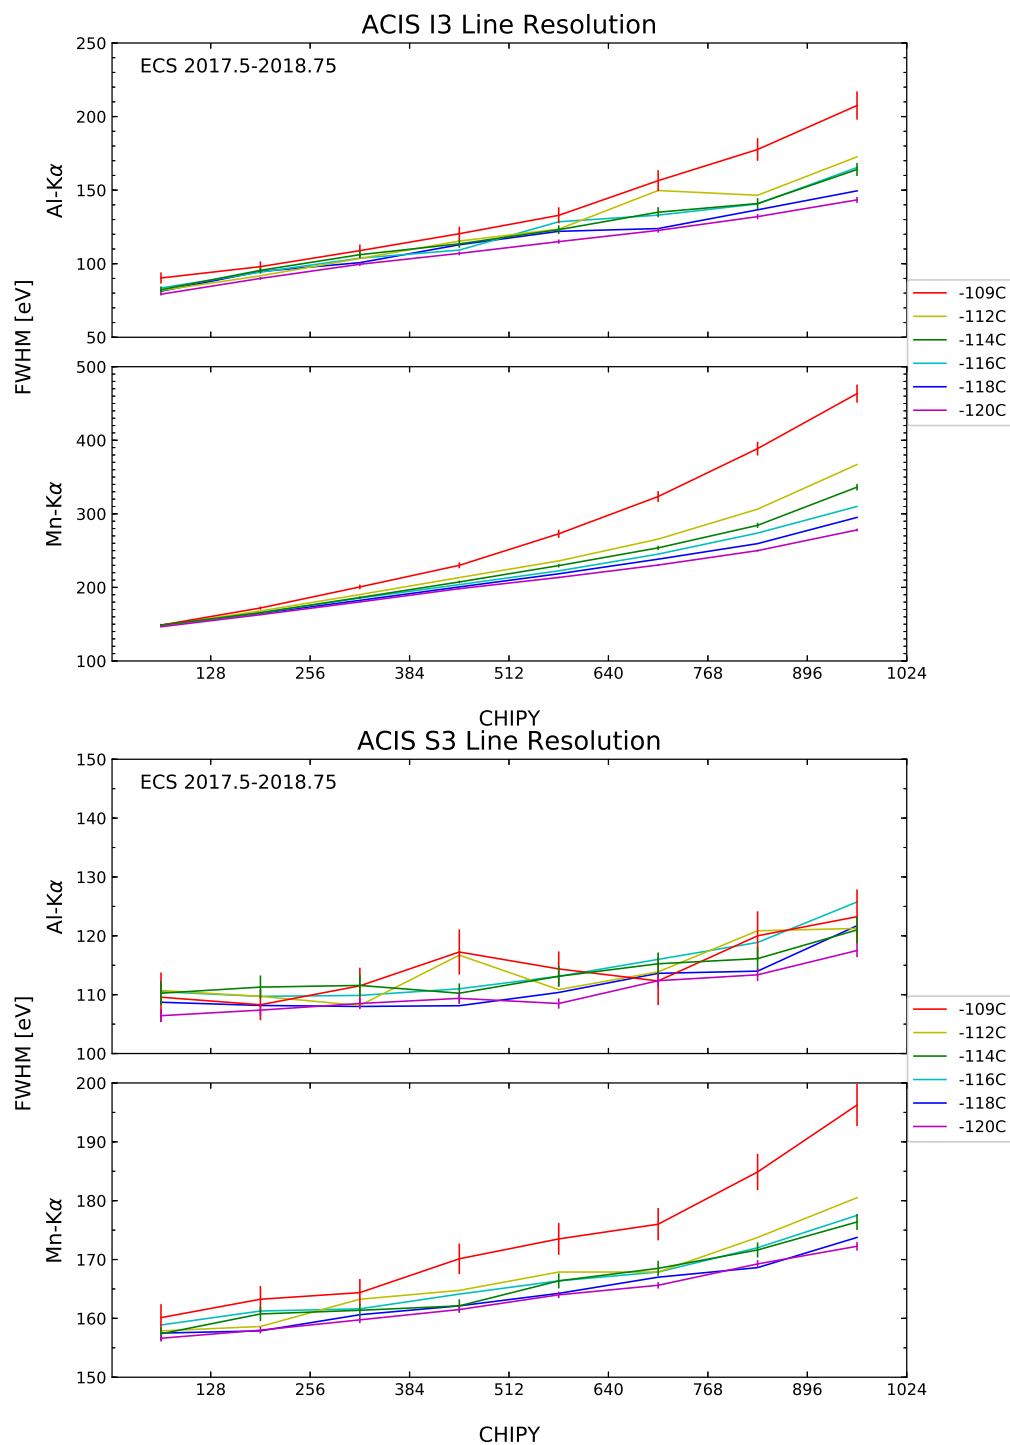 ACIS I3 Line Resolution
ECS 2017.5-2018.75
250
200
150
100
50
Al-Kα
FWHM [eV]
500
400
300
200
100
Mn-Kα
128 256 384 512 640 768 896 1024
CHIPY
-109C
-112C
-114C
-116C
-118C
-120C
ACIS S3 Line Resolution
ECS 2017.5-2018.75
150
140
130
120
110
100
Al-Kα
FWHM [eV]
200
190
180
170
160
150
Mn-Kα
128 256 384 512 640 768 896 1024
CHIPY
-109C
-112C
-114C
-116C
-118C
-120C